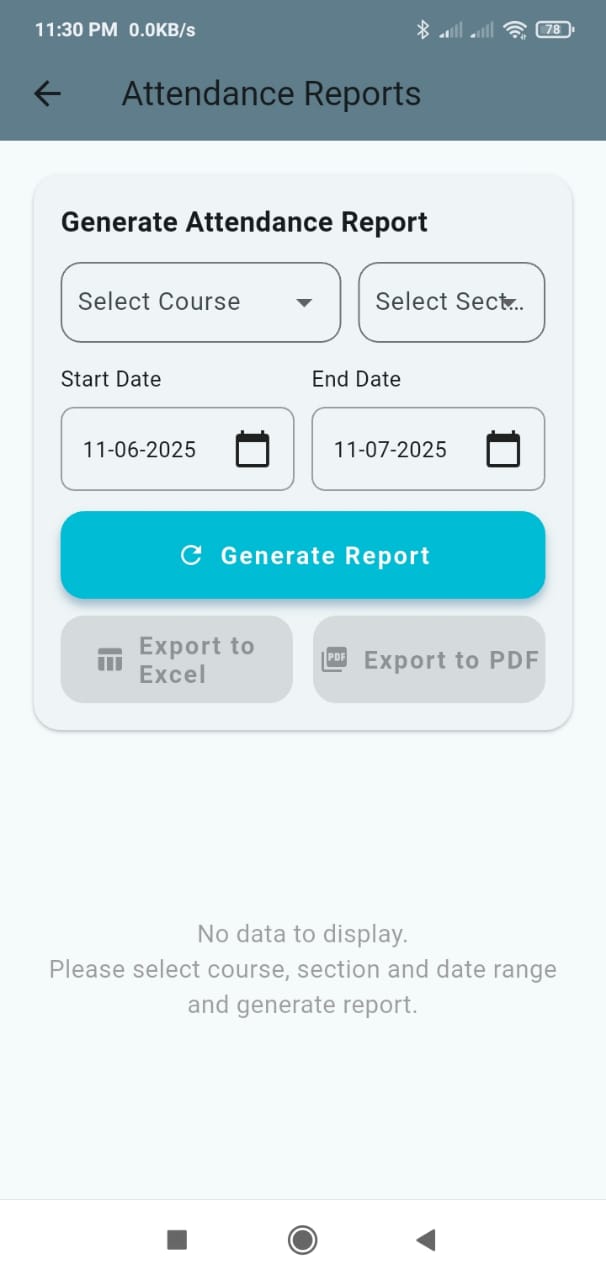 11:30 PM 0.0KB/s 78
Attendance Reports
Generate Attendance Report
Select Course Select Sect...
Start Date End Date
11-06-2025 11-07-2025
Generate Report
Export to
Excel
PDF Export to PDF
No data to display.
Please select course, section and date range
and generate report.